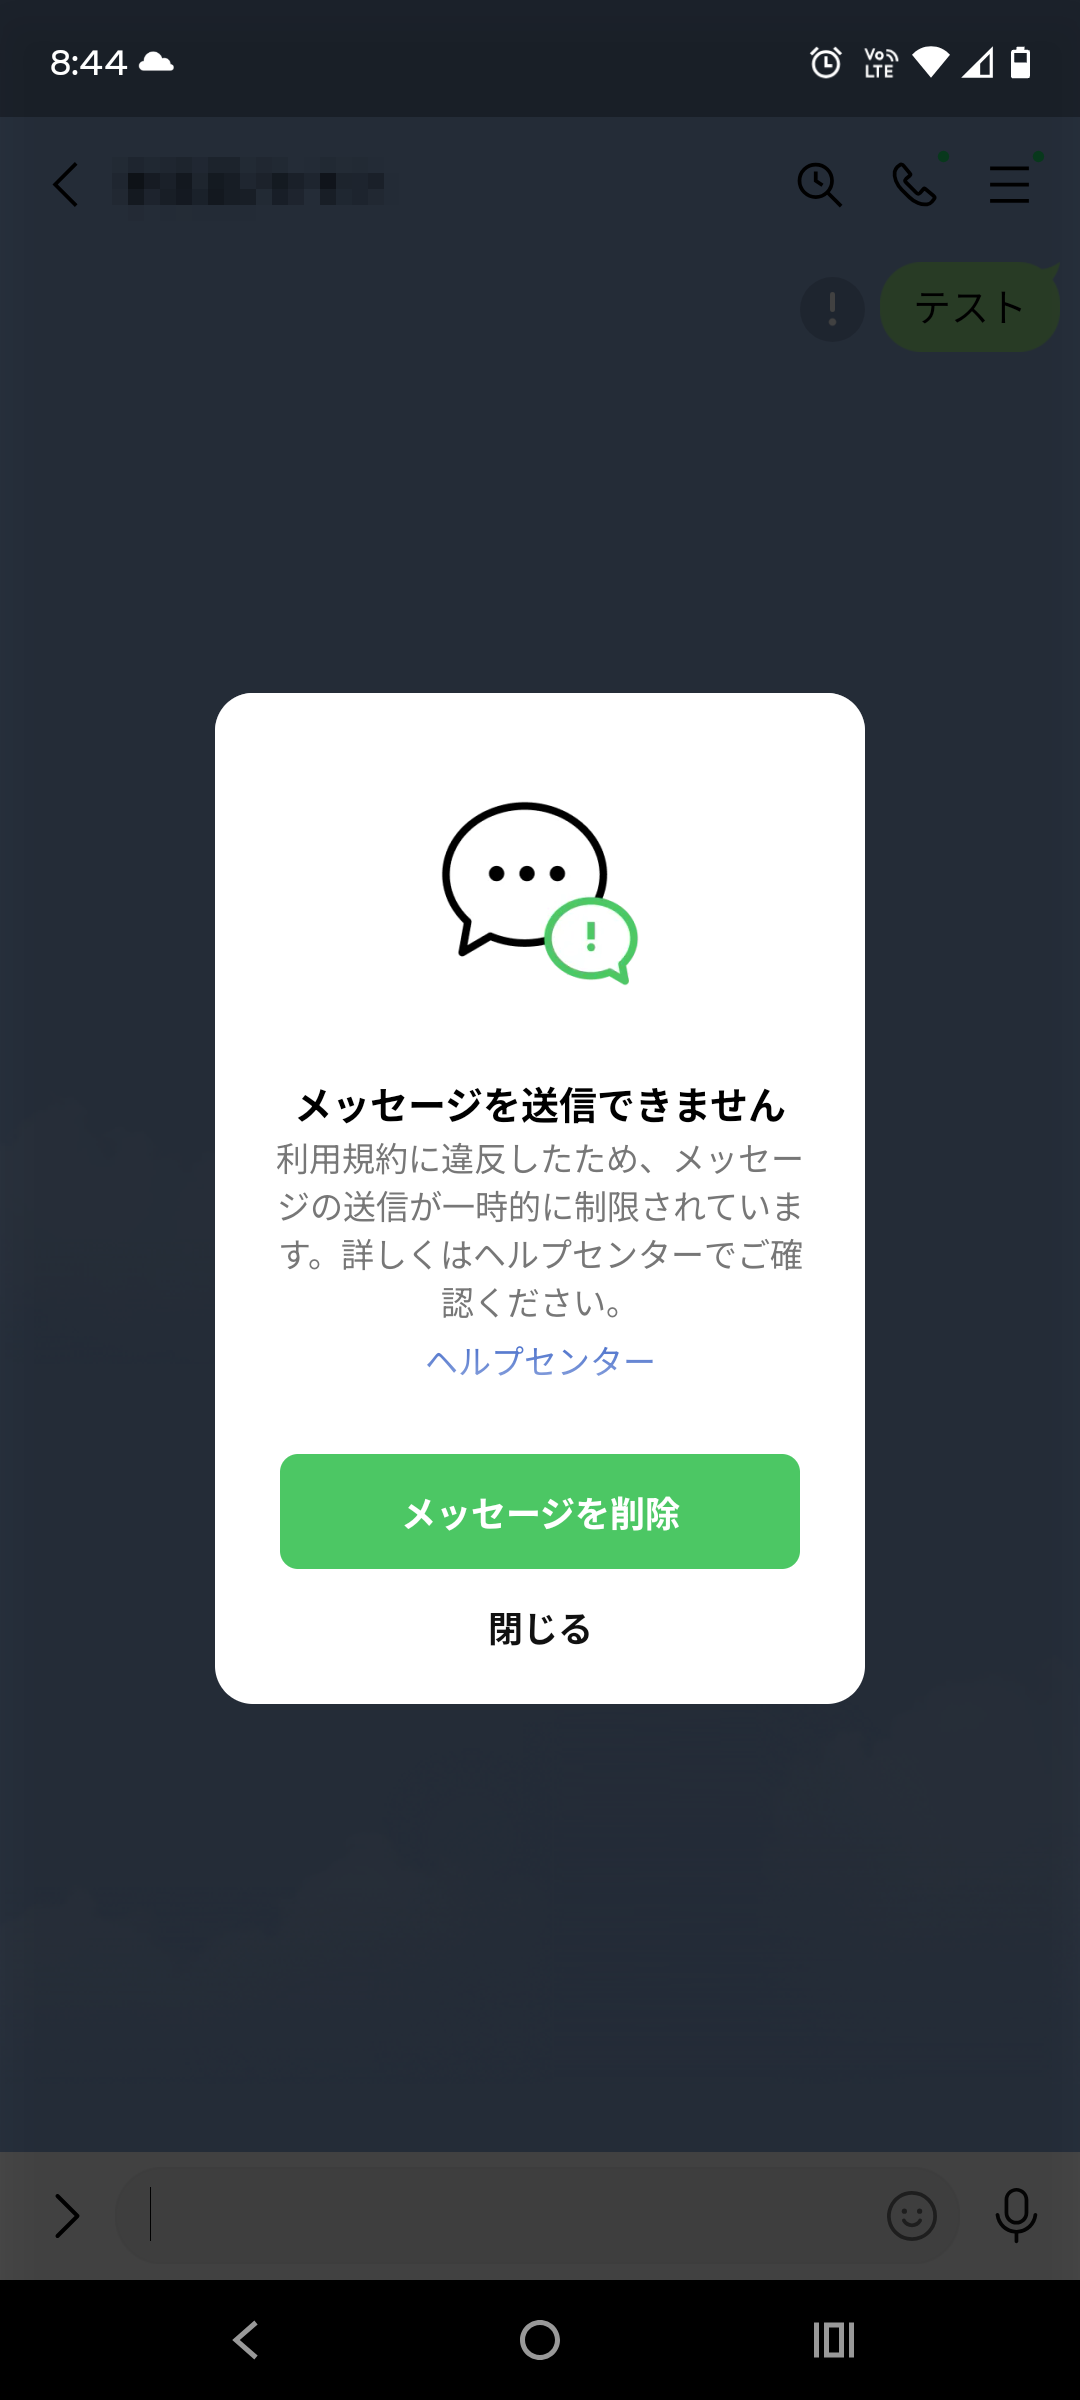 8:44
Vo LTE
テスト
メッセージを送信できません
利用規約に違反したため、メッセー
ジの送信が一時的に制限されていま
す。詳しくはヘルプセンターでご確
認ください。
ヘルプセンター
メッセージを削除
閉じる